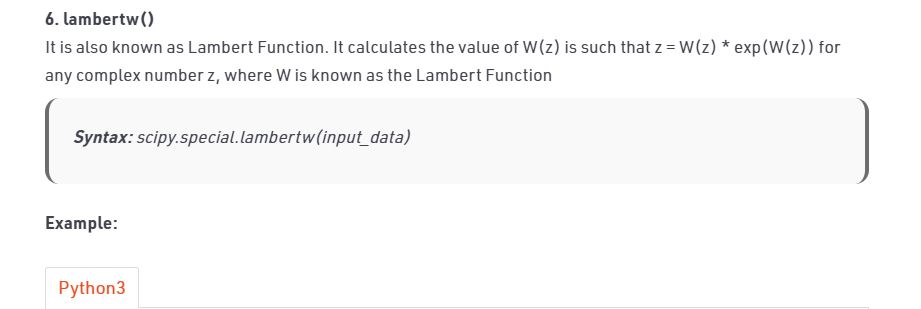 6. lambertw()
It is also known as Lambert Function. It calculates the value of W(z) is such that z = W(z) * exp(W(z)) for
any complex number z, where W is known as the Lambert Function
Syntax: scipy.special.lambertw(input_data)
Example:
Python3